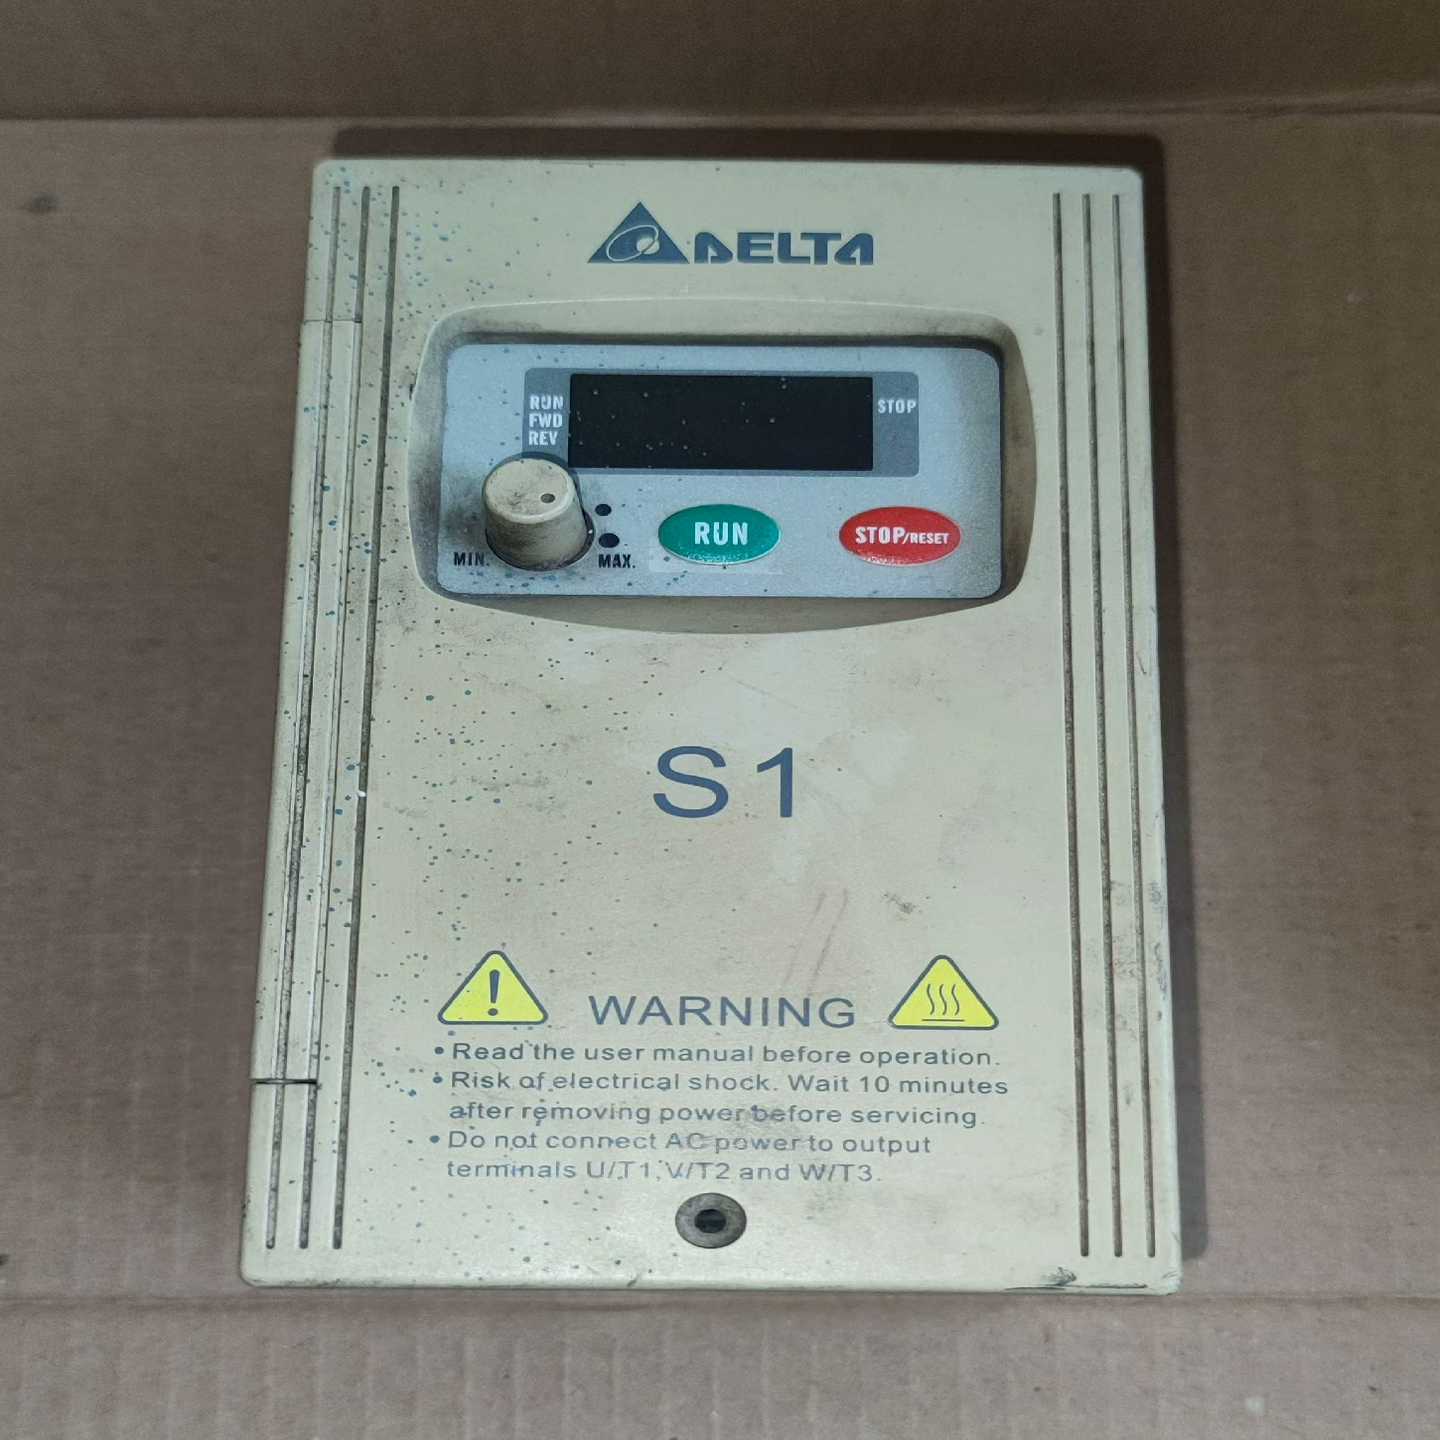 DELTA
RUN
FWD
REV
STOP
MIN.
MAX.
RUN
STOP/RESET
S1
WARNING
• Read the user manual before operation.
• Risk of electrical shock. Wait 10 minutes
after removing power before servicing.
• Do not connect AC power to output
terminals U/T1,V/T2 and W/T3.